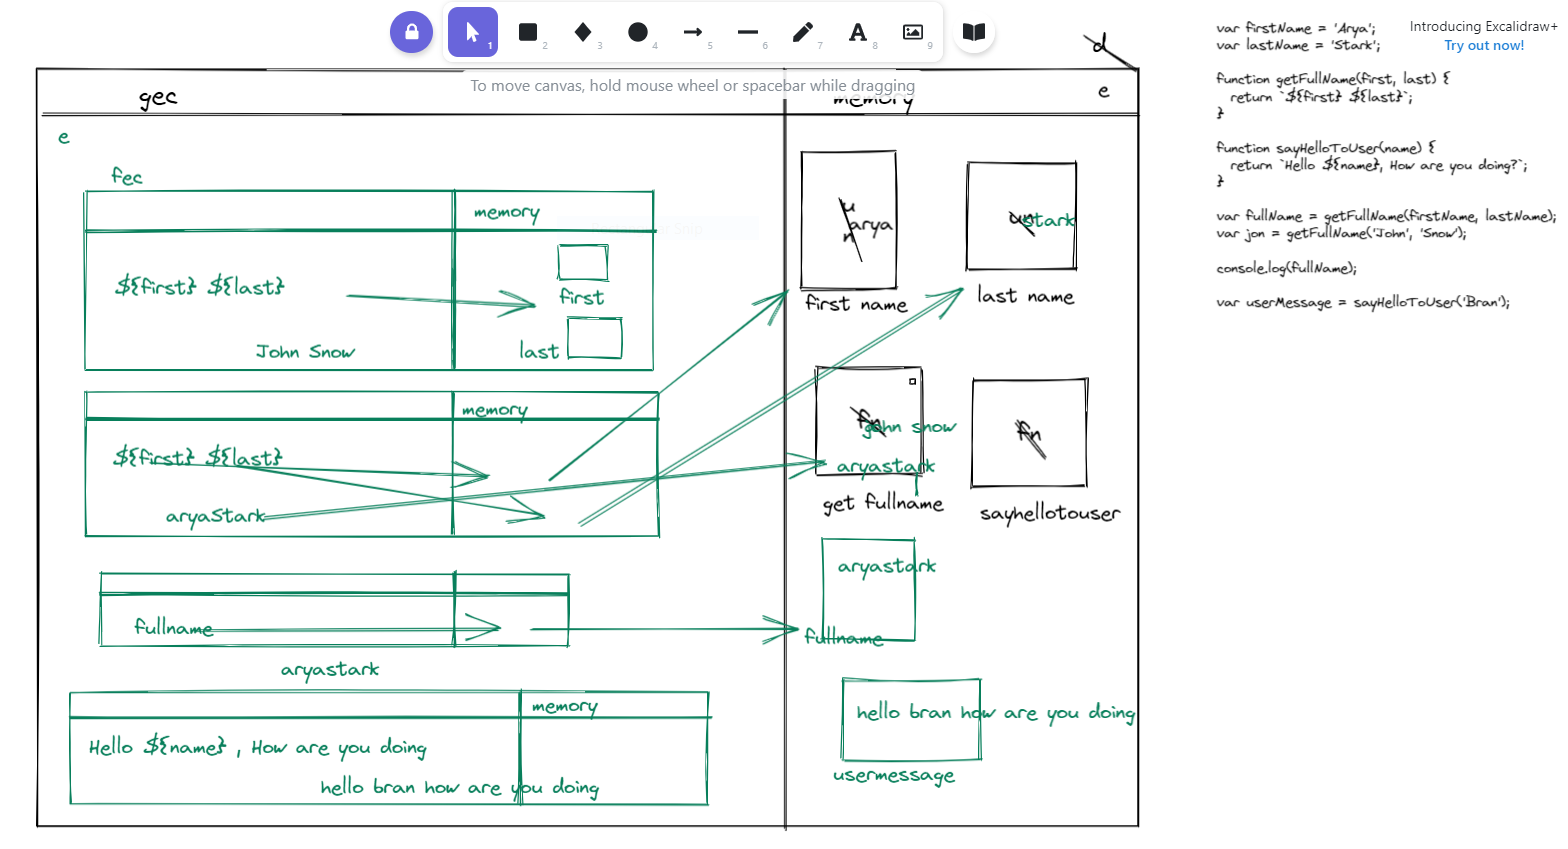 1
2
3
4
5
6
7
A
8
9
Introducing Excalidraw+
Try out now!
To move canvas, hold mouse wheel or spacebar while dragging
d
gec
memory
e
e
fec
memory
${first} ${last}
first
John Snow
last
memory
${first} ${last}
aryaStark
fullname
aryastark
memory
Hello ${name} , How are you doing
hello bran how are you doing
arya
first name
stark
last name
fn
john snow
aryastark
get fullname
fn
sayhellotouser
aryastark
fullname
hello bran how are you doing
usermessage
var firstName = 'Arya';
var lastName = 'Stark';
function getFullName(first, last) {
return `${first} ${last}`;
}
function sayHelloToUser(name) {
return `Hello ${name}, How are you doing?`;
}
var fullName = getFullName(firstName, lastName);
var jon = getFullName('John', 'Snow');
console.log(fullName);
var userMessage = sayHelloToUser('Bran');